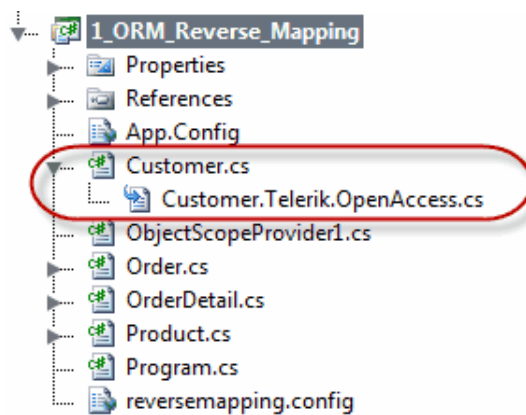 1_ORM_Reverse_Mapping
Properties
References
App.Config
Customer.cs
Customer.Telerik.OpenAccess.cs
ObjectScopeProvider1.cs
Order.cs
OrderDetail.cs
Product.cs
Program.cs
reversemapping.config